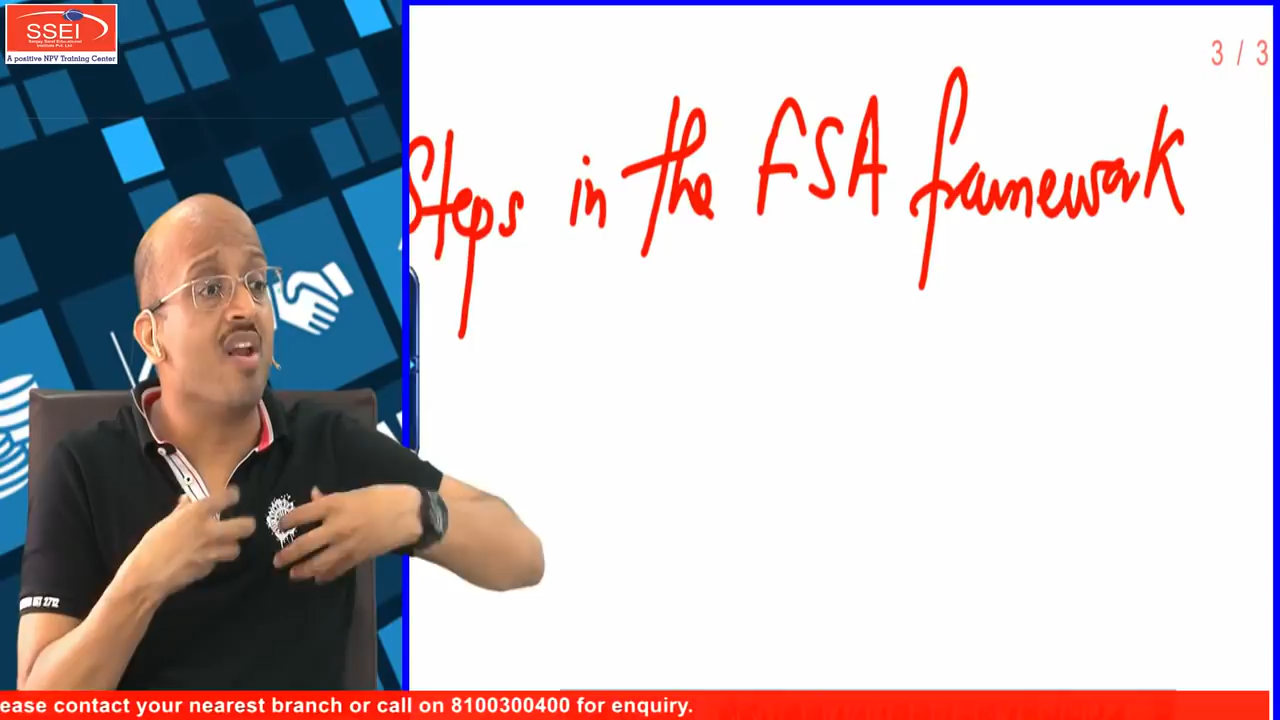 SSEI
A positive NPV Training Center
3 / 3
Steps in the FSA framework
ease contact your nearest branch or call on 8100300400 for enquiry.